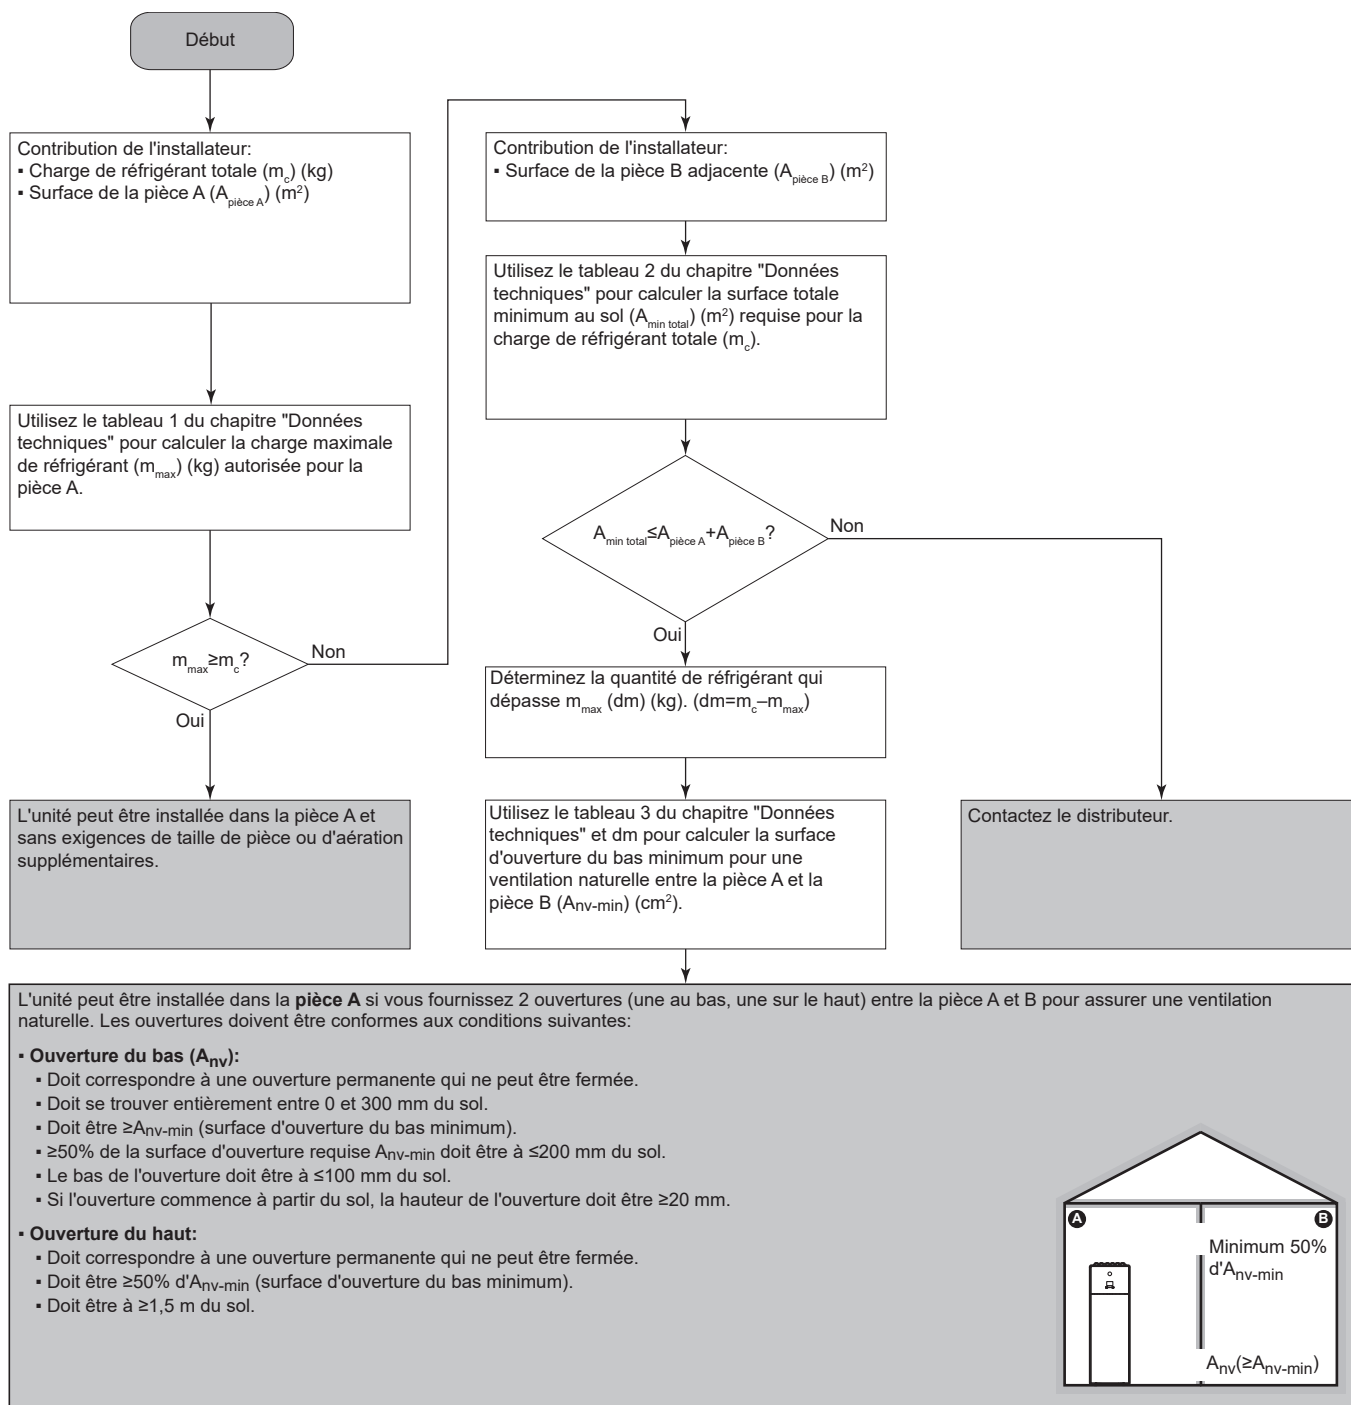 Début
Contribution de l'installateur:
▪ Charge de réfrigérant totale (mc) (kg)
▪ Surface de la pièce A (Apièce A) (m²)
Utilisez le tableau 1 du chapitre "Données
techniques" pour calculer la charge maximale
de réfrigérant (mmax) (kg) autorisée pour la
pièce A.
mmax≥mc?
Non
Oui
L'unité peut être installée dans la pièce A et
sans exigences de taille de pièce ou d'aération
supplémentaires.
Contribution de l'installateur:
▪ Surface de la pièce B adjacente (Apièce B) (m²)
Utilisez le tableau 2 du chapitre "Données
techniques" pour calculer la surface totale
minimum au sol (Amin total) (m²) requise pour la
charge de réfrigérant totale (mc).
Amin total≤Apièce A+Apièce B?
Non
Oui
Déterminez la quantité de réfrigérant qui
dépasse mmax (dm) (kg). (dm=mc–mmax)
Utilisez le tableau 3 du chapitre "Données
techniques" et dm pour calculer la surface
d'ouverture du bas minimum pour une
ventilation naturelle entre la pièce A et la
pièce B (Anv-min) (cm²).
Contactez le distributeur.
L'unité peut être installée dans la pièce A si vous fournissez 2 ouvertures (une au bas, une sur le haut) entre la pièce A et B pour assurer une ventilation
naturelle. Les ouvertures doivent être conformes aux conditions suivantes:
▪ Ouverture du bas (Anv):
▪ Doit correspondre à une ouverture permanente qui ne peut être fermée.
▪ Doit se trouver entièrement entre 0 et 300 mm du sol.
▪ Doit être ≥Anv-min (surface d'ouverture du bas minimum).
▪ ≥50% de la surface d'ouverture requise Anv-min doit être à ≤200 mm du sol.
▪ Le bas de l'ouverture doit être à ≤100 mm du sol.
▪ Si l'ouverture commence à partir du sol, la hauteur de l'ouverture doit être ≥20 mm.
▪ Ouverture du haut:
▪ Doit correspondre à une ouverture permanente qui ne peut être fermée.
▪ Doit être ≥50% d'Anv-min (surface d'ouverture du bas minimum).
▪ Doit être à ≥1,5 m du sol.
A
B
Minimum 50%
d'Anv-min
Anv(≥Anv-min)